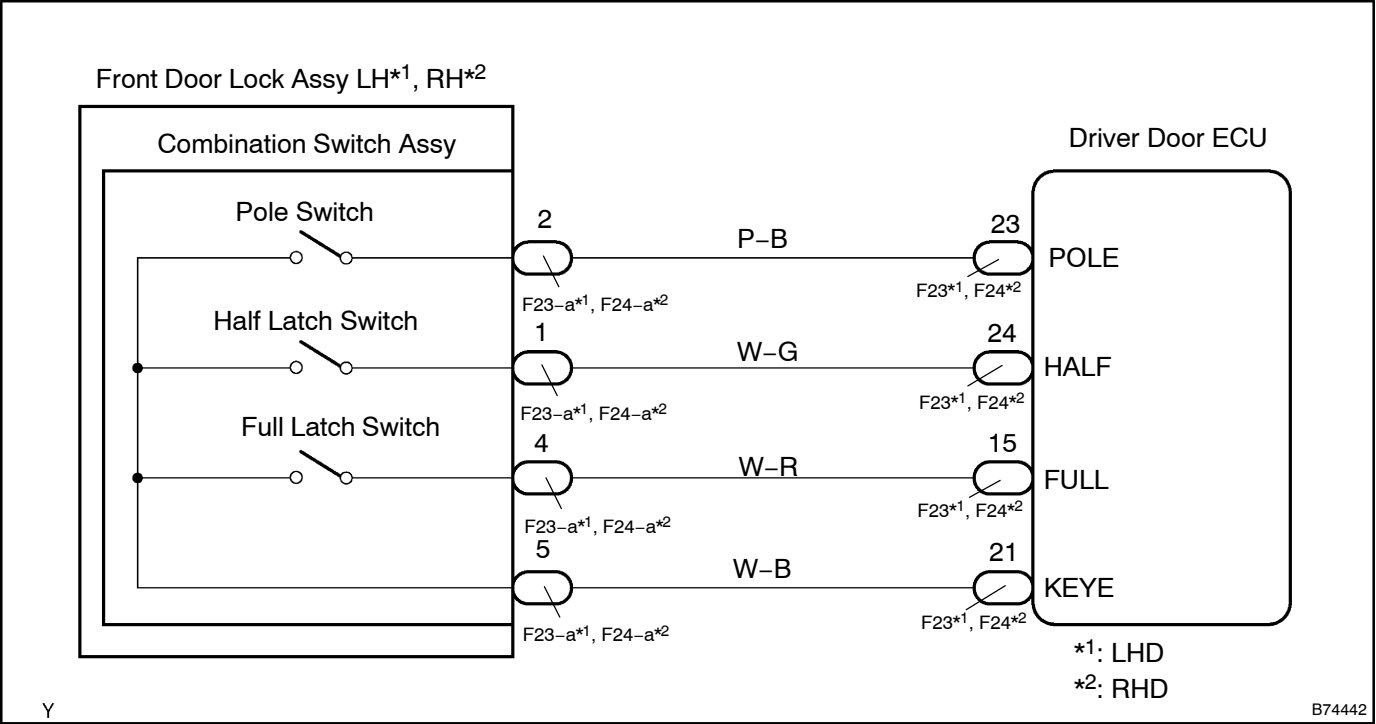 Front Door Lock Assy LH*1, RH*2
Combination Switch Assy
Driver Door ECU
Pole Switch
2
P−B
23
POLE
F23−a*1, F24−a*2
F23*1, F24*2
Half Latch Switch
1
W−G
24
HALF
F23−a*1, F24−a*2
F23*1, F24*2
Full Latch Switch
4
W−R
15
FULL
F23−a*1, F24−a*2
F23*1, F24*2
5
W−B
21
KEYE
F23−a*1, F24−a*2
F23*1, F24*2
*1: LHD
*2: RHD
Y
B74442